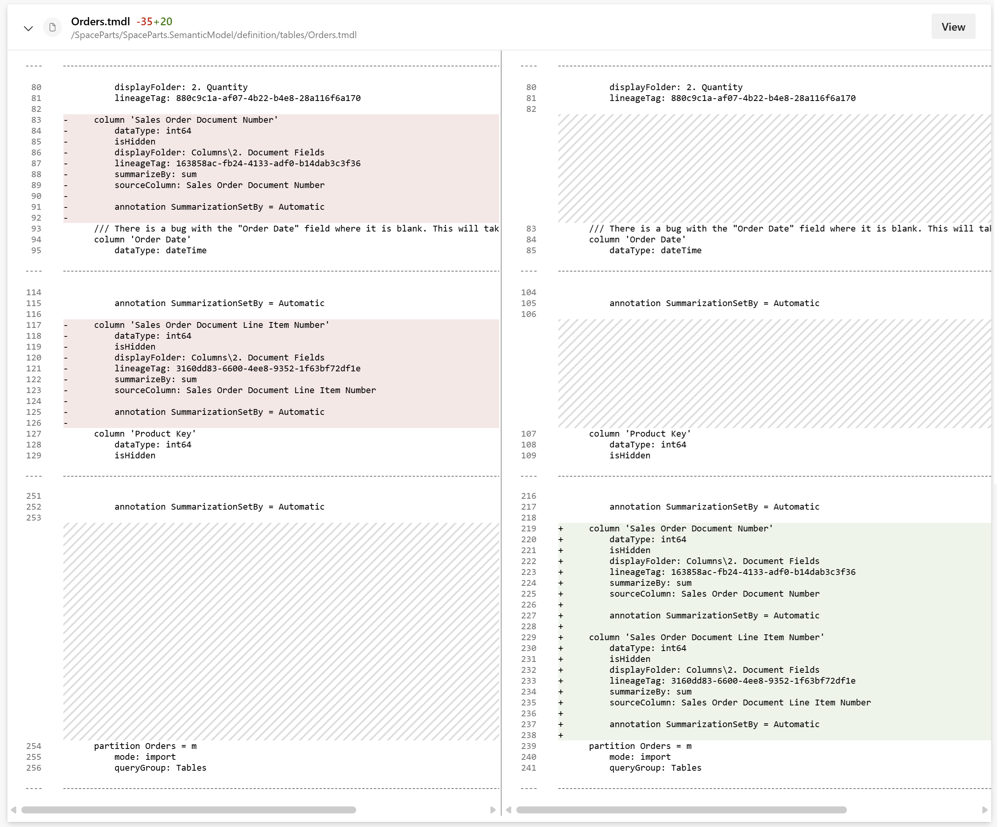 Orders.tmdl -35+20
/SpaceParts/SpaceParts.SemanticModel/definition/tables/Orders.tmdl
View
----
80 displayFolder: 2. Quantity
81 lineageTag: 880c9c1a-af07-4b22-b4e8-28a116f6a170
82
83 - column 'Sales Order Document Number'
84 - dataType: int64
85 - isHidden
86 - displayFolder: Columns\2. Document Fields
87 - lineageTag: 163858ac-fb24-4133-adf0-b14dab3c3f36
88 - summarizeBy: sum
89 - sourceColumn: Sales Order Document Number
90 -
91 - annotation SummarizationSetBy = Automatic
92 -
93 /// There is a bug with the "Order Date" field where it is blank. This will tak
94 column 'Order Date'
95 dataType: dateTime
----
114
115 annotation SummarizationSetBy = Automatic
116
117 - column 'Sales Order Document Line Item Number'
118 - dataType: int64
119 - isHidden
120 - displayFolder: Columns\2. Document Fields
121 - lineageTag: 3160dd83-6600-4ee8-9352-1f63bf72df1e
122 - summarizeBy: sum
123 - sourceColumn: Sales Order Document Line Item Number
124 -
125 - annotation SummarizationSetBy = Automatic
126 -
127 column 'Product Key'
128 dataType: int64
129 isHidden
----
251
252 annotation SummarizationSetBy = Automatic
253
254 partition Orders = m
255 mode: import
256 queryGroup: Tables
----
----
80 displayFolder: 2. Quantity
81 lineageTag: 880c9c1a-af07-4b22-b4e8-28a116f6a170
82
83 /// There is a bug with the "Order Date" field where it is blank. This will tak
84 column 'Order Date'
85 dataType: dateTime
----
104
105 annotation SummarizationSetBy = Automatic
106
107 column 'Product Key'
108 dataType: int64
109 isHidden
----
216
217 annotation SummarizationSetBy = Automatic
218
219 + column 'Sales Order Document Number'
220 + dataType: int64
221 + isHidden
222 + displayFolder: Columns\2. Document Fields
223 + lineageTag: 163858ac-fb24-4133-adf0-b14dab3c3f36
224 + summarizeBy: sum
225 + sourceColumn: Sales Order Document Number
226 +
227 + annotation SummarizationSetBy = Automatic
228 +
229 + column 'Sales Order Document Line Item Number'
230 + dataType: int64
231 + isHidden
232 + displayFolder: Columns\2. Document Fields
233 + lineageTag: 3160dd83-6600-4ee8-9352-1f63bf72df1e
234 + summarizeBy: sum
235 + sourceColumn: Sales Order Document Line Item Number
236 +
237 + annotation SummarizationSetBy = Automatic
238 +
239 partition Orders = m
240 mode: import
241 queryGroup: Tables
----